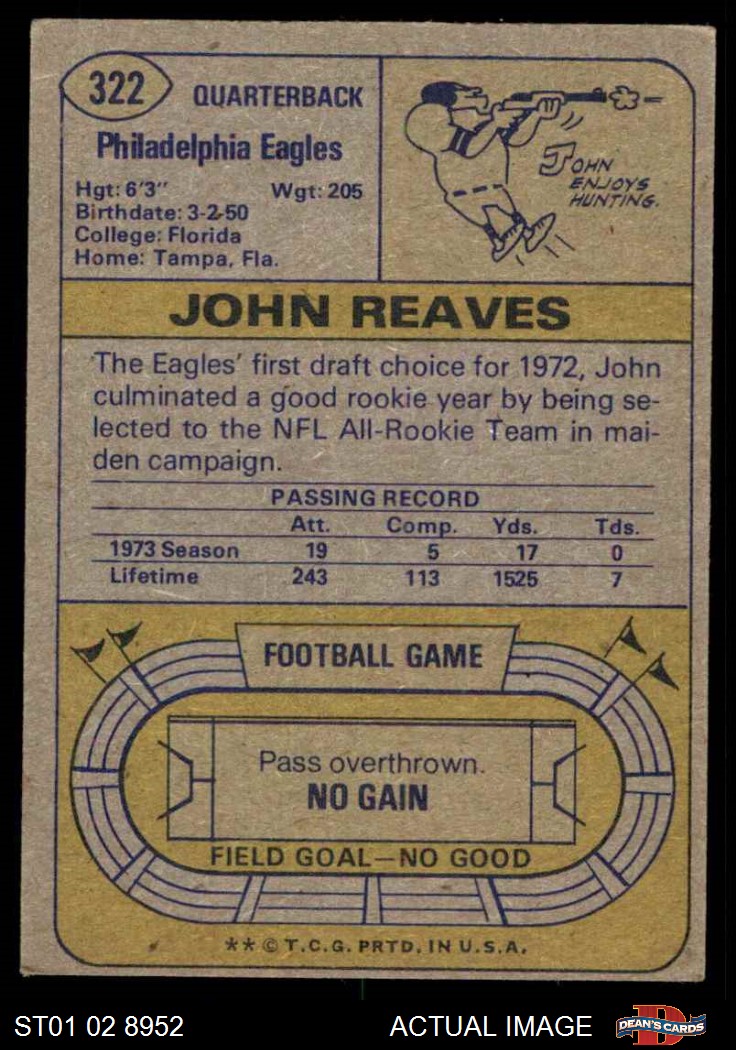 322
QUARTERBACK
Philadelphia Eagles
Hgt: 6'3" Wgt: 205
Birthdate: 3-2-50
College: Florida
Home: Tampa, Fla.
JOHN
ENJOYS
HUNTING.
JOHN REAVES
The Eagles' first draft choice for 1972, John
culminated a good rookie year by being se-
lected to the NFL All-Rookie Team in mai-
den campaign.
PASSING RECORD
Att. Comp. Yds. Tds.
1973 Season 19 5 17 0
Lifetime 243 113 1525 7
FOOTBALL GAME
Pass overthrown.
NO GAIN
FIELD GOAL—NO GOOD
** © T.C.G. PRTD. IN U.S.A.
ST01 02 8952 ACTUAL IMAGE
D
DEAN'S CARDS